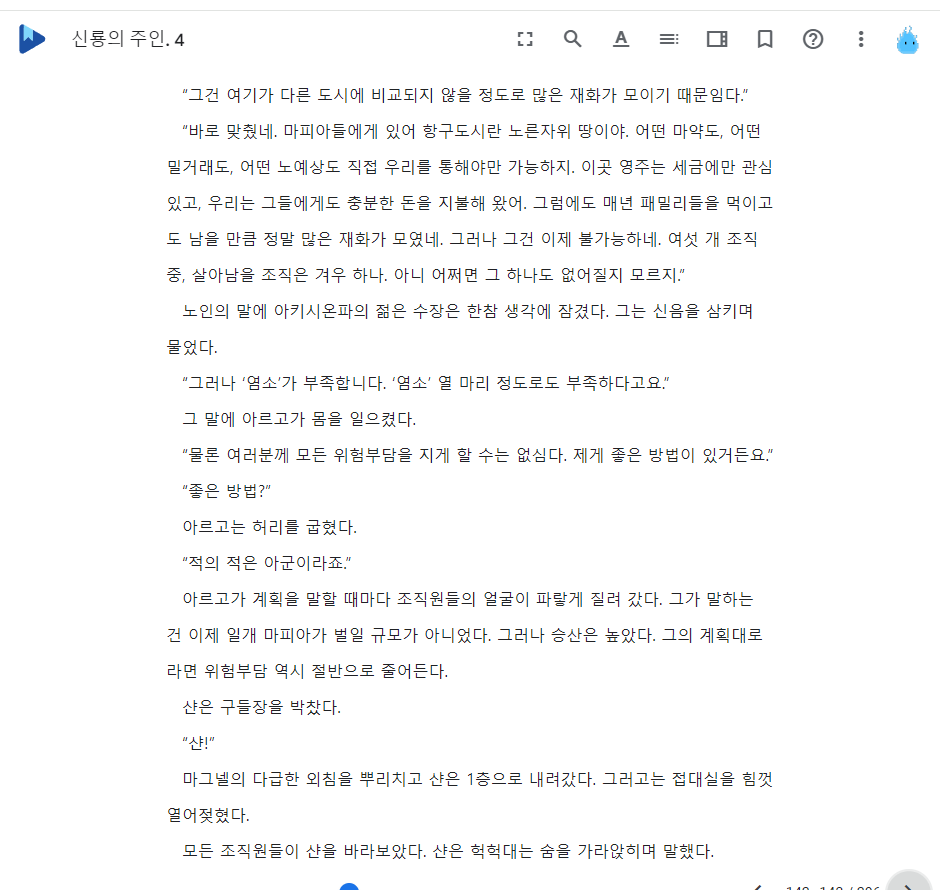 신룡의 주인. 4
“그건 여기가 다른 도시에 비교되지 않을 정도로 많은 재화가 모이기 때문임다.”
“바로 맞췄네. 마피아들에게 있어 항구도시란 노른자위 땅이야. 어떤 마약도, 어떤
밀거래도, 어떤 노예상도 직접 우리를 통해야만 가능하지. 이곳 영주는 세금에만 관심
있고, 우리는 그들에게도 충분한 돈을 지불해 왔어. 그럼에도 매년 패밀리들을 먹이고
도 남을 만큼 정말 많은 재화가 모였네. 그러나 그건 이제 불가능하네. 여섯 개 조직
중, 살아남을 조직은 겨우 하나. 아니 어쩌면 그 하나도 없어질지 모르지.”
노인의 말에 아키시온파의 젊은 수장은 한참 생각에 잠겼다. 그는 신음을 삼키며
물었다.
“그러나 ‘염소’가 부족합니다. ‘염소’ 열 마리 정도로도 부족하다고요.”
그 말에 아르고가 몸을 일으켰다.
“물론 여러분께 모든 위험부담을 지게 할 수는 없심다. 제게 좋은 방법이 있거든요.”
“좋은 방법?”
아르고는 허리를 굽혔다.
“적의 적은 아군이라죠.”
아르고가 계획을 말할 때마다 조직원들의 얼굴이 파랗게 질려 갔다. 그가 말하는
건 이제 일개 마피아가 벌일 규모가 아니었다. 그러나 승산은 높았다. 그의 계획대로
라면 위험부담 역시 절반으로 줄어든다.
샨은 구들장을 박찼다.
“샨!”
마그넬의 다급한 외침을 뿌리치고 샨은 1층으로 내려갔다. 그러고는 접대실을 힘껏
열어젖혔다.
모든 조직원들이 샨을 바라보았다. 샨은 헉헉대는 숨을 가라앉히며 말했다.